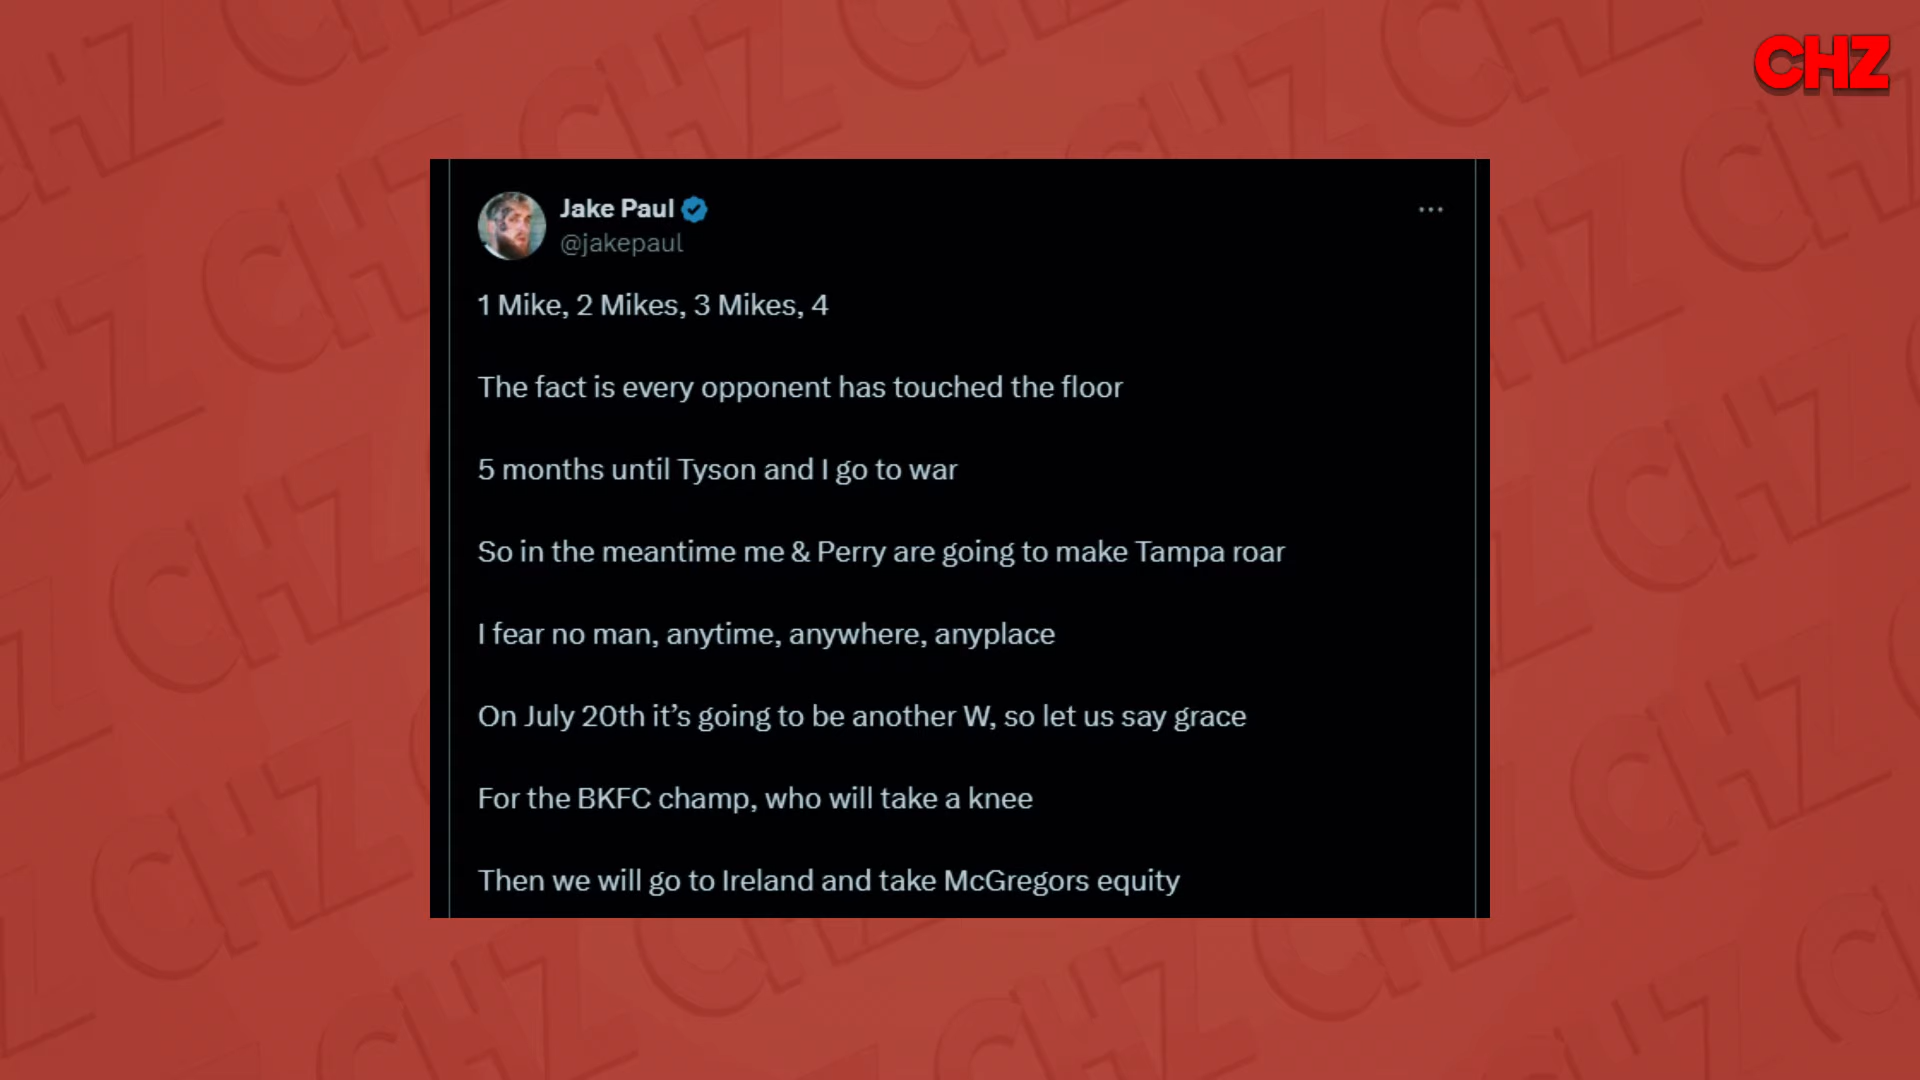 CHZ
Jake Paul
@jakepaul
1 Mike, 2 Mikes, 3 Mikes, 4
The fact is every opponent has touched the floor
5 months until Tyson and I go to war
So in the meantime me & Perry are going to make Tampa roar
I fear no man, anytime, anywhere, anyplace
On July 20th it’s going to be another W, so let us say grace
For the BKFC champ, who will take a knee
Then we will go to Ireland and take McGregors equity